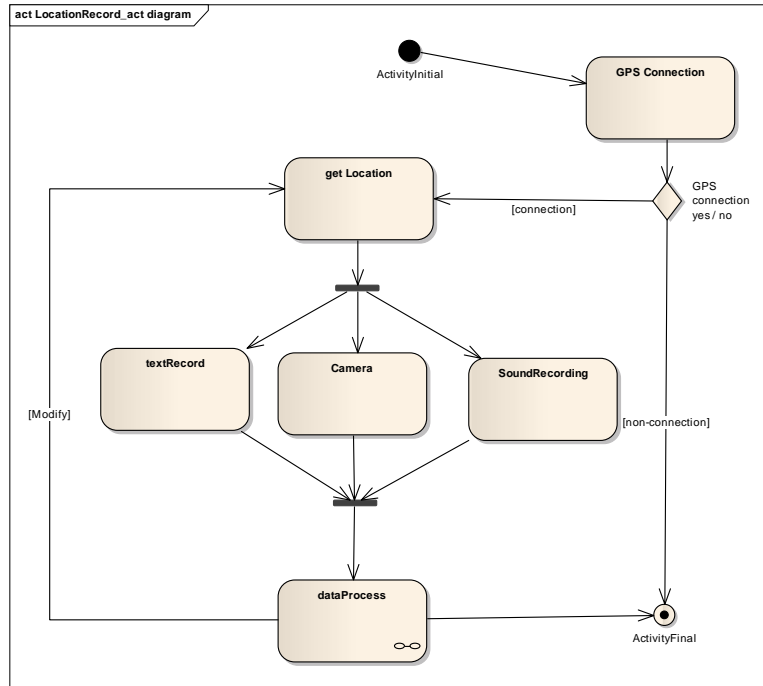 act LocationRecord_act diagram
ActivityInitial
GPS Connection
get Location
[connection]
GPS
connection
yes / no
textRecord
Camera
SoundRecording
[Modify]
[non-connection]
dataProcess
ActivityFinal